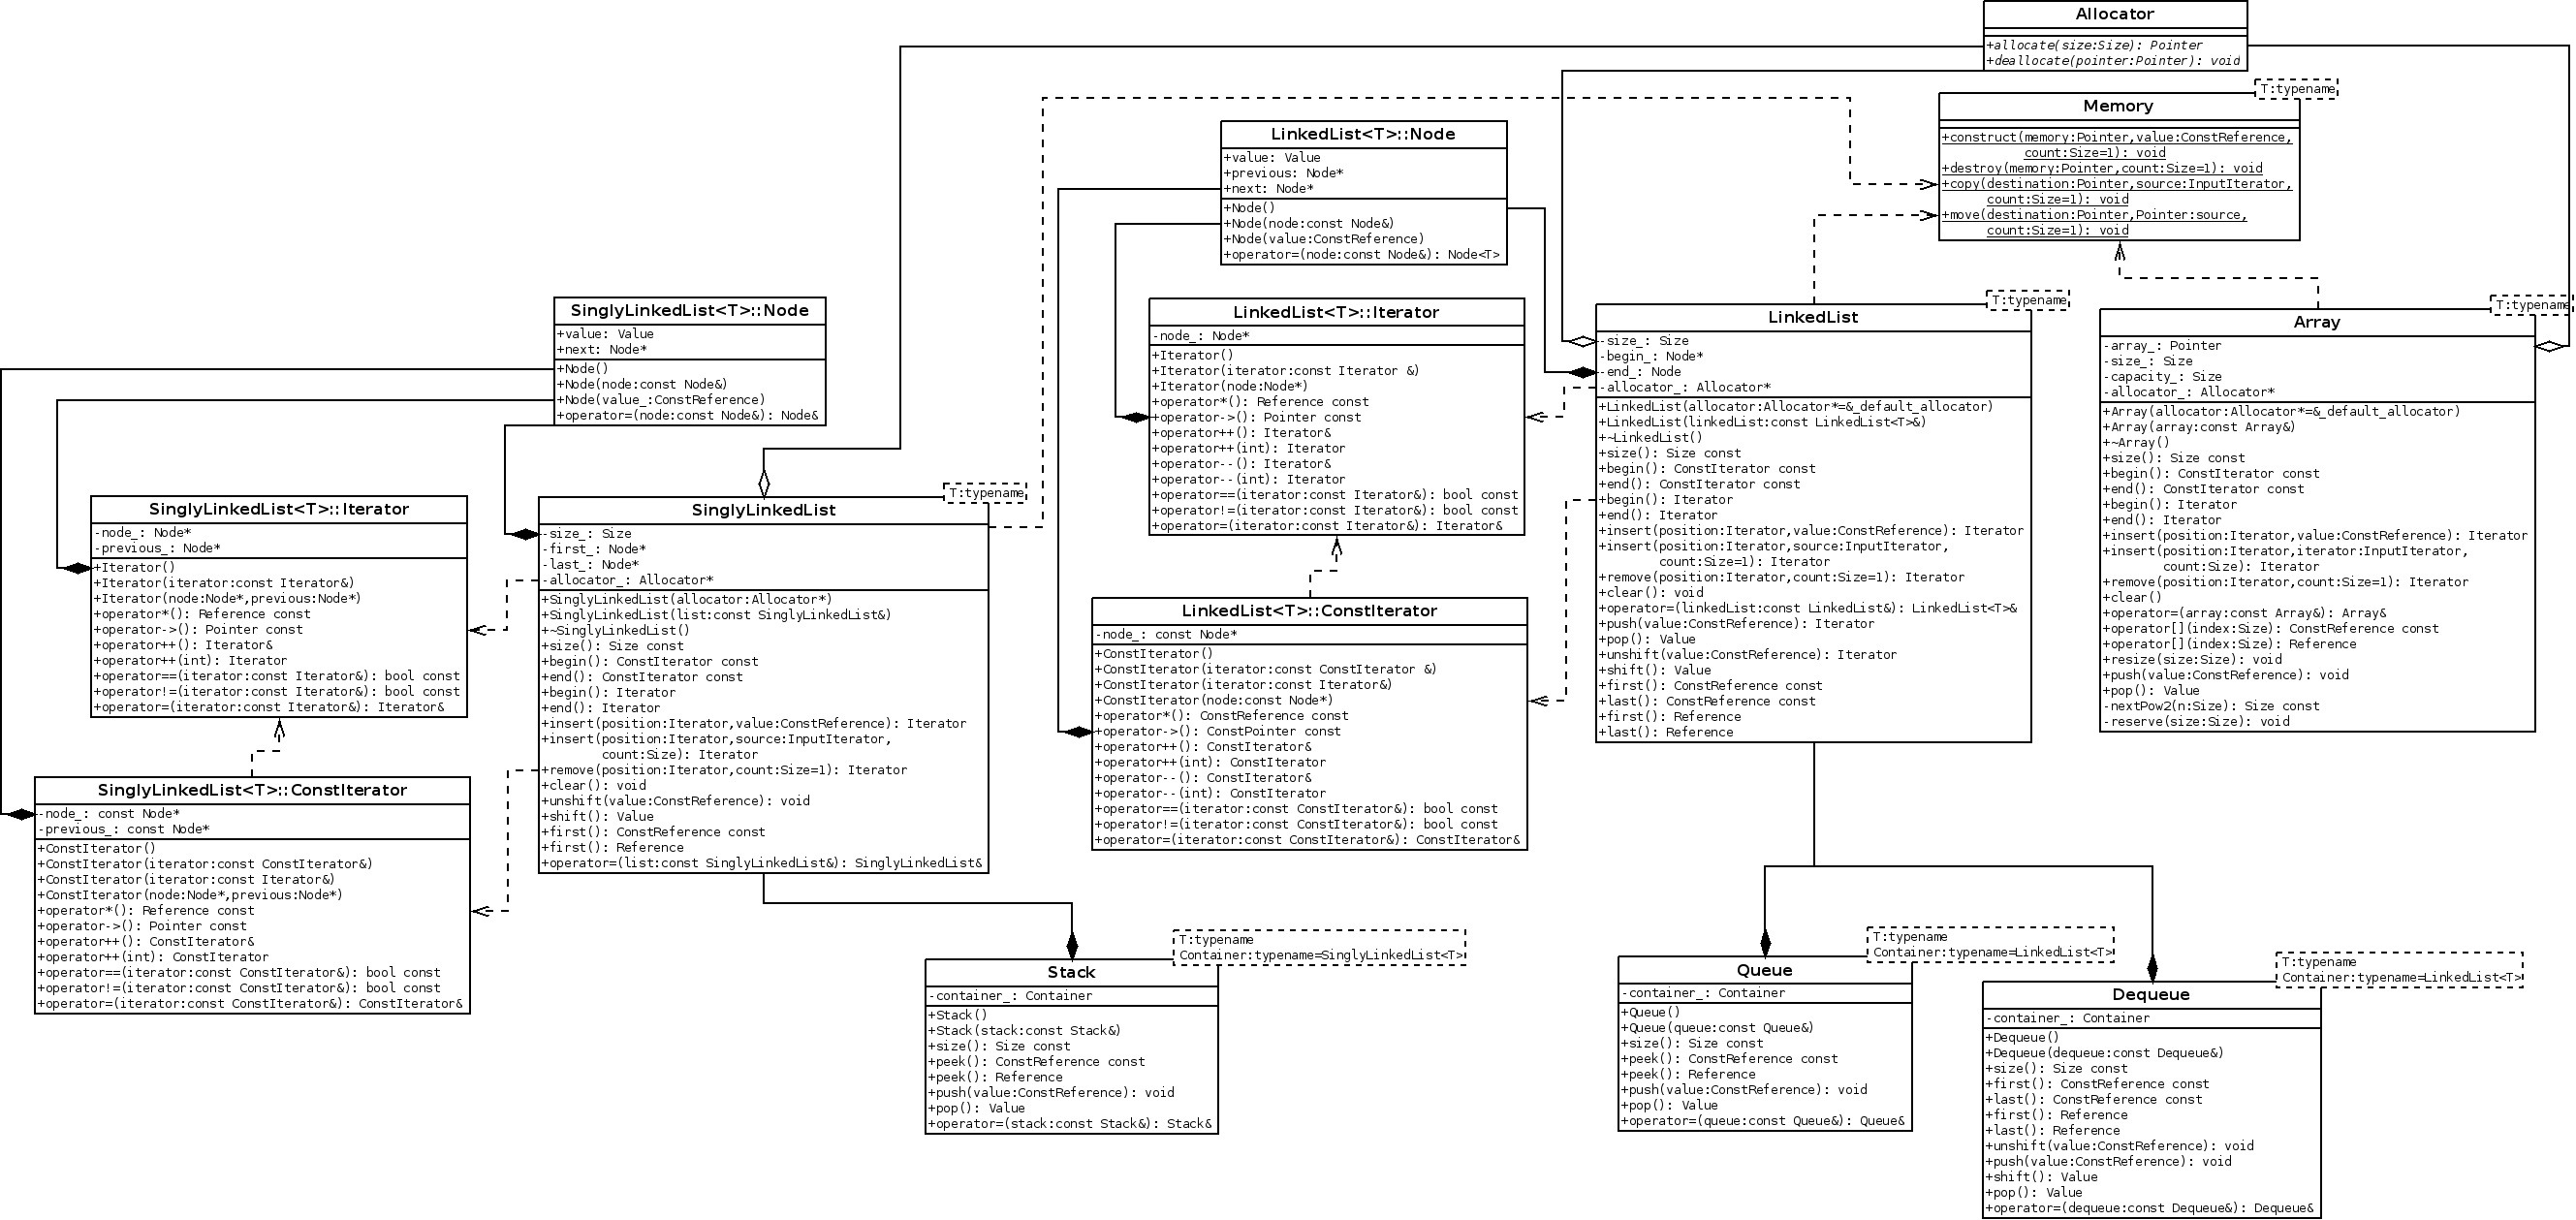 Allocator
+allocate(size:Size): Pointer
+deallocate(pointer:Pointer): void
T:typename
Memory
+construct(memory:Pointer,value:ConstReference,
count:Size=1): void
+destroy(memory:Pointer,count:Size=1): void
+copy(destination:Pointer,source:InputIterator,
count:Size=1): void
+move(destination:Pointer,Pointer:source,
count:Size=1): void
LinkedList<T>::Node
+value: Value
+previous: Node*
+next: Node*
+Node()
+Node(node:const Node&)
+Node(value:ConstReference)
+operator=(node:const Node&): Node<T>
SinglyLinkedList<T>::Node
+value: Value
+next: Node*
+Node()
+Node(node:const Node&)
+Node(value_:ConstReference)
+operator=(node:const Node&): Node&
LinkedList<T>::Iterator
-node_: Node*
+Iterator()
+Iterator(iterator:const Iterator &)
+Iterator(node:Node*)
+operator*(): Reference const
+operator->(): Pointer const
+operator++(): Iterator&
+operator++(int): Iterator
+operator--(): Iterator&
+operator--(int): Iterator
+operator==(iterator:const Iterator&): bool const
+operator!=(iterator:const Iterator&): bool const
+operator=(iterator:const Iterator&): Iterator&
T:typename
LinkedList
-size_: Size
-begin_: Node*
-end_: Node
-allocator_: Allocator*
+LinkedList(allocator:Allocator*=&_default_allocator)
+LinkedList(linkedList:const LinkedList<T>&)
+~LinkedList()
+size(): Size const
+begin(): ConstIterator const
+end(): ConstIterator const
+begin(): Iterator
+end(): Iterator
+insert(position:Iterator,value:ConstReference): Iterator
+insert(position:Iterator,source:InputIterator,
count:Size=1): Iterator
+remove(position:Iterator,count:Size=1): Iterator
+clear(): void
+operator=(linkedList:const LinkedList&): LinkedList<T>&
+push(value:ConstReference): Iterator
+pop(): Value
+unshift(value:ConstReference): Iterator
+shift(): Value
+first(): ConstReference const
+last(): ConstReference const
+first(): Reference
+last(): Reference
T:typename
Array
-array_: Pointer
-size_: Size
-capacity_: Size
-allocator_: Allocator*
+Array(allocator:Allocator*=&_default_allocator)
+Array(array:const Array&)
+~Array()
+size(): Size const
+begin(): ConstIterator const
+end(): ConstIterator const
+begin(): Iterator
+end(): Iterator
+insert(position:Iterator,value:ConstReference): Iterator
+insert(position:Iterator,iterator:InputIterator,
count:Size): Iterator
+remove(position:Iterator,count:Size=1): Iterator
+clear()
+operator=(array:const Array&): Array&
+operator[](index:Size): ConstReference const
+operator[](index:Size): Reference
+resize(size:Size): void
+push(value:ConstReference): void
+pop(): Value
-nextPow2(n:Size): Size const
-reserve(size:Size): void
SinglyLinkedList<T>::Iterator
-node_: Node*
-previous_: Node*
+Iterator()
+Iterator(iterator:const Iterator&)
+Iterator(node:Node*,previous:Node*)
+operator*(): Reference const
+operator->(): Pointer const
+operator++(): Iterator&
+operator++(int): Iterator
+operator==(iterator:const Iterator&): bool const
+operator!=(iterator:const Iterator&): bool const
+operator=(iterator:const Iterator&): Iterator&
T:typename
SinglyLinkedList
-size_: Size
-first_: Node*
-last_: Node*
-allocator_: Allocator*
+SinglyLinkedList(allocator:Allocator*)
+SinglyLinkedList(list:const SinglyLinkedList&)
+~SinglyLinkedList()
+size(): Size const
+begin(): ConstIterator const
+end(): ConstIterator const
+begin(): Iterator
+end(): Iterator
+insert(position:Iterator,value:ConstReference): Iterator
+insert(position:Iterator,source:InputIterator,
count:Size): Iterator
+remove(position:Iterator,count:Size=1): Iterator
+clear(): void
+unshift(value:ConstReference): void
+shift(): Value
+first(): ConstReference const
+first(): Reference
+operator=(list:const SinglyLinkedList&): SinglyLinkedList&
LinkedList<T>::ConstIterator
-node_: const Node*
+ConstIterator()
+ConstIterator(iterator:const ConstIterator &)
+ConstIterator(iterator:const Iterator&)
+ConstIterator(node:const Node*)
+operator*(): ConstReference const
+operator->(): ConstPointer const
+operator++(): ConstIterator&
+operator++(int): ConstIterator
+operator--(): ConstIterator&
+operator--(int): ConstIterator
+operator==(iterator:const ConstIterator&): bool const
+operator!=(iterator:const ConstIterator&): bool const
+operator=(iterator:const ConstIterator&): ConstIterator&
SinglyLinkedList<T>::ConstIterator
-node_: const Node*
-previous_: const Node*
+ConstIterator()
+ConstIterator(iterator:const ConstIterator&)
+ConstIterator(iterator:const Iterator&)
+ConstIterator(node:Node*,previous:Node*)
+operator*(): Reference const
+operator->(): Pointer const
+operator++(): ConstIterator&
+operator++(int): ConstIterator
+operator==(iterator:const ConstIterator&): bool const
+operator!=(iterator:const ConstIterator&): bool const
+operator=(iterator:const ConstIterator&): ConstIterator&
T:typename
Container:typename=SinglyLinkedList<T>
Stack
-container_: Container
+Stack()
+Stack(stack:const Stack&)
+size(): Size const
+peek(): ConstReference const
+peek(): Reference
+push(value:ConstReference): void
+pop(): Value
+operator=(stack:const Stack&): Stack&
T:typename
Container:typename=LinkedList<T>
Queue
-container_: Container
+Queue()
+Queue(queue:const Queue&)
+size(): Size const
+peek(): ConstReference const
+peek(): Reference
+push(value:ConstReference): void
+pop(): Value
+operator=(queue:const Queue&): Queue&
T:typename
Container:typename=LinkedList<T>
Dequeue
-container_: Container
+Dequeue()
+Dequeue(dequeue:const Dequeue&)
+size(): Size const
+first(): ConstReference const
+last(): ConstReference const
+first(): Reference
+last(): Reference
+unshift(value:ConstReference): void
+push(value:ConstReference): void
+shift(): Value
+pop(): Value
+operator=(dequeue:const Dequeue&): Dequeue&